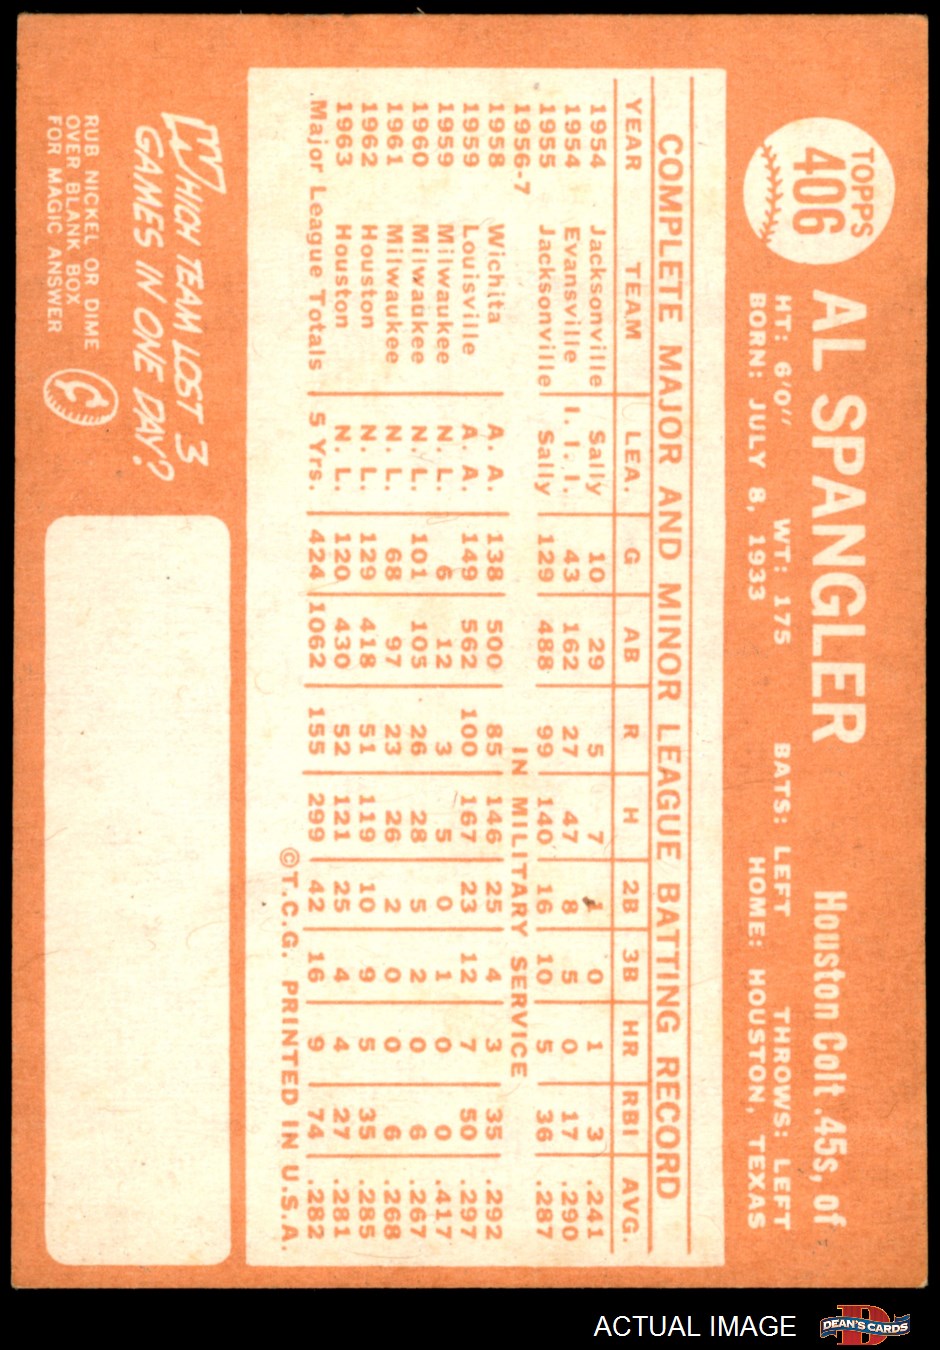 TOPPS
406
AL SPANGLER Houston Colt .45s, of
HT: 6'0" WT: 175 BATS: LEFT THROWS: LEFT
BORN: JULY 8, 1933 HOME: HOUSTON, TEXAS
COMPLETE MAJOR AND MINOR LEAGUE BATTING RECORD
YEAR TEAM LEA. G AB R H 2B 3B HR RBI AVG.
1954 Jacksonville Sally 10 29 5 7 1 0 1 3 .241
1954 Evansville I. I. I. 43 162 27 47 8 5 0 17 .290
1955 Jacksonville Sally 129 488 99 140 16 10 5 36 .287
1956-7 IN MILITARY SERVICE
1958 Wichita A. A. 138 500 85 146 25 4 3 35 .292
1959 Louisville A. A. 149 562 100 167 23 12 7 50 .297
1959 Milwaukee N. L. 6 12 3 5 0 1 0 0 .417
1960 Milwaukee N. L. 101 105 26 28 5 2 0 6 .267
1961 Milwaukee N. L. 68 97 23 26 2 0 0 6 .268
1962 Houston N. L. 129 418 51 119 10 9 5 35 .285
1963 Houston N. L. 120 430 52 121 25 4 4 27 .281
Major League Totals 5 Yrs. 424 1062 155 299 42 16 9 74 .282
©T.C.G. PRINTED IN U.S.A.
WHICH TEAM LOST 3
GAMES IN ONE DAY?
RUB NICKEL OR DIME
OVER BLANK BOX
FOR MAGIC ANSWER
C
ACTUAL IMAGE
D
DEAN'S CARDS